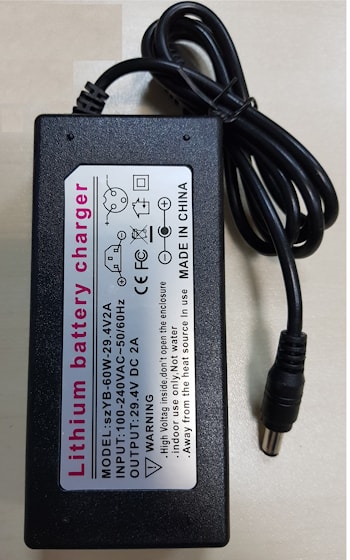 Lithium battery charger
MODEL:szYB-60W-29.4V2A
INPUT:100-240VAC~50/60Hz
OUTPUT:29.4V DC 2A
WARNING
.High Voltag inside,don't open the enclosure
.indoor use only.Not water
.Away from the heat source In use
CE FC
MADE IN CHINA